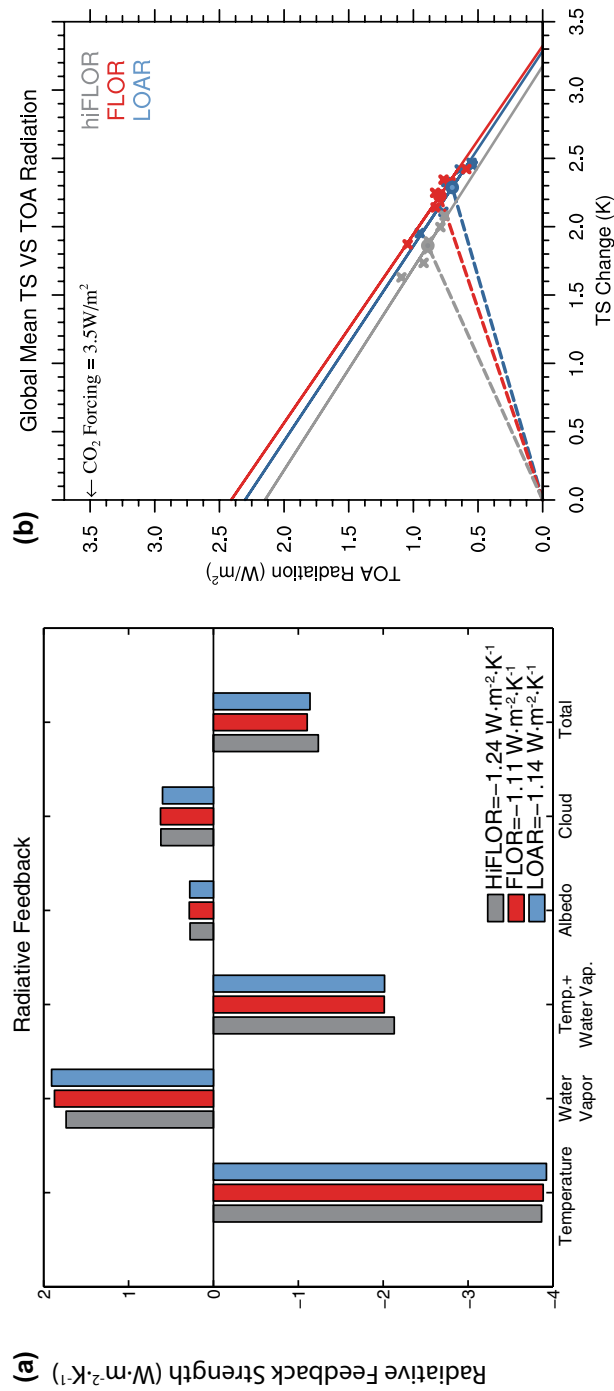 (a)
Radiative Feedback
Radiative Feedback Strength (W·m⁻²·K⁻¹)
2
1
0
−1
−2
−3
−4
Temperature
Water
Vapor
Temp.+
Water Vap.
Albedo
Cloud
Total
HiFLOR=−1.24 W·m⁻²·K⁻¹
FLOR=−1.11 W·m⁻²·K⁻¹
LOAR=−1.14 W·m⁻²·K⁻¹
(b)
Global Mean TS VS TOA Radiation
← CO₂ Forcing = 3.5W/m²
hiFLOR
FLOR
LOAR
TOA Radiation (W/m²)
3.5
3.0
2.5
2.0
1.5
1.0
0.5
0.0
0.0 0.5 1.0 1.5 2.0 2.5 3.0 3.5
TS Change (K)